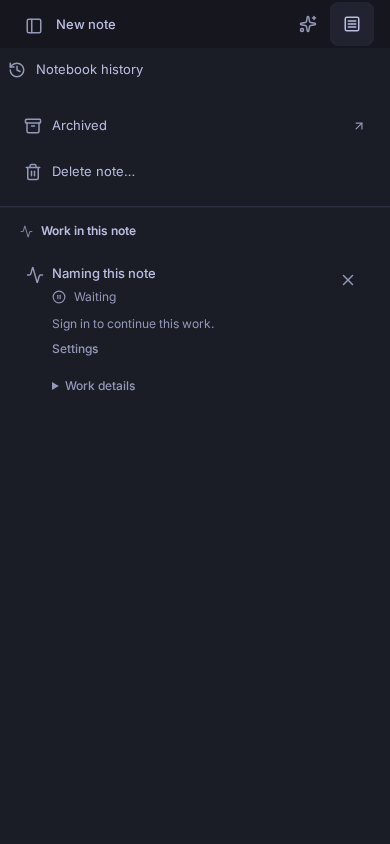 New note
Notebook history
Archived
Delete note...
Work in this note
Naming this note
Waiting
Sign in to continue this work.
Settings
Work details